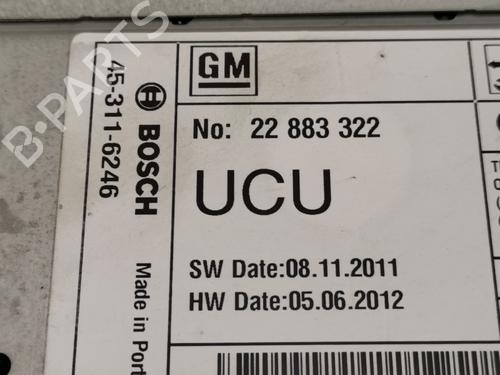 GM
No: 22 883 322
UCU
SW Date:08.11.2011
HW Date:05.06.2012
45-311-6246
BOSCH
Made in Port
B-PARTS